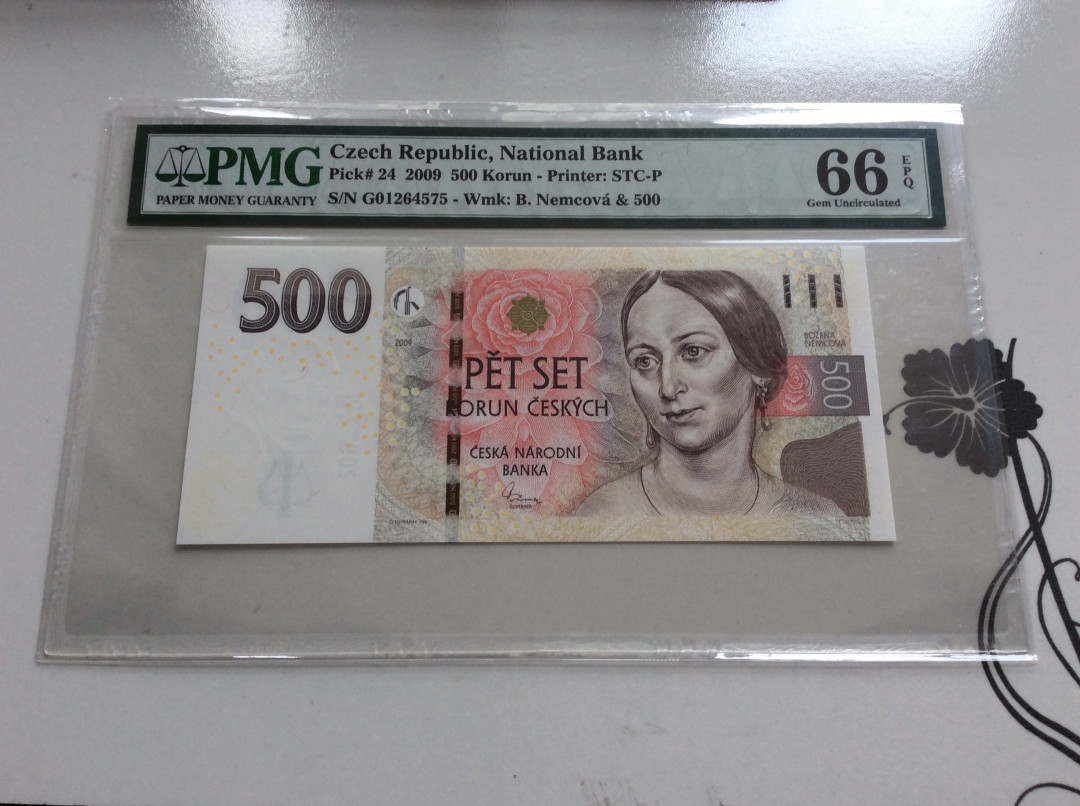 PMG
PAPER MONEY GUARANTY
Czech Republic, National Bank
Pick# 24 2009 500 Korun - Printer: STC-P
S/N G01264575 - Wmk: B. Nemcová & 500
66 EPQ
Gem Uncirculated
500
2009
PĚT SET
KORUN ČESKÝCH
ČESKÁ NÁRODNÍ
BANKA
GUVERNÉR
BOŽENA
NĚMCOVÁ
500